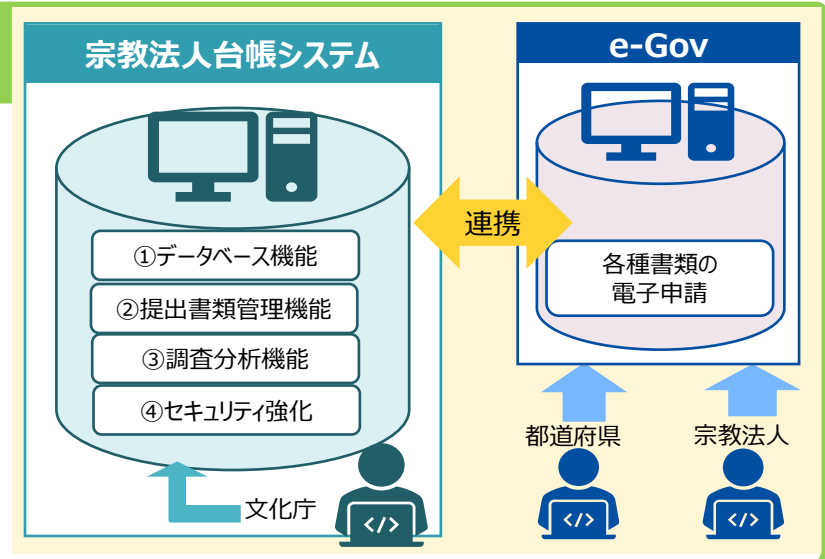 宗教法人台帳システム
①データベース機能
②提出書類管理機能
③調査分析機能
④セキュリティ強化
文化庁
</>
連携
e-Gov
各種書類の
電子申請
都道府県
宗教法人
</>
</>